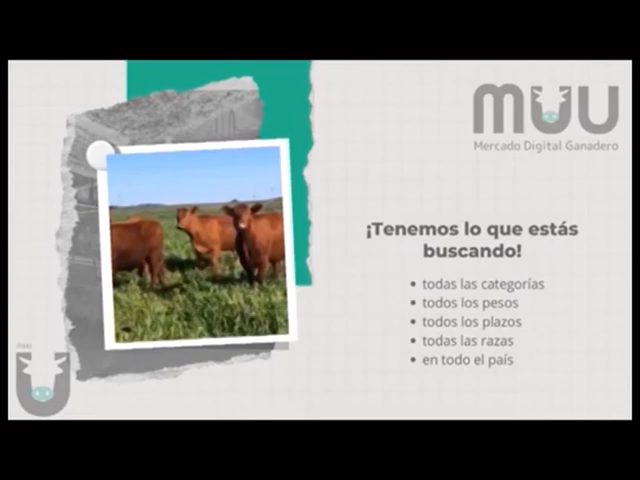 MUU
Mercado Digital Ganadero
¡Tenemos lo que estás
buscando!
• todas las categorías
• todos los pesos
• todos los plazos
• todas las razas
• en todo el país
muu
U